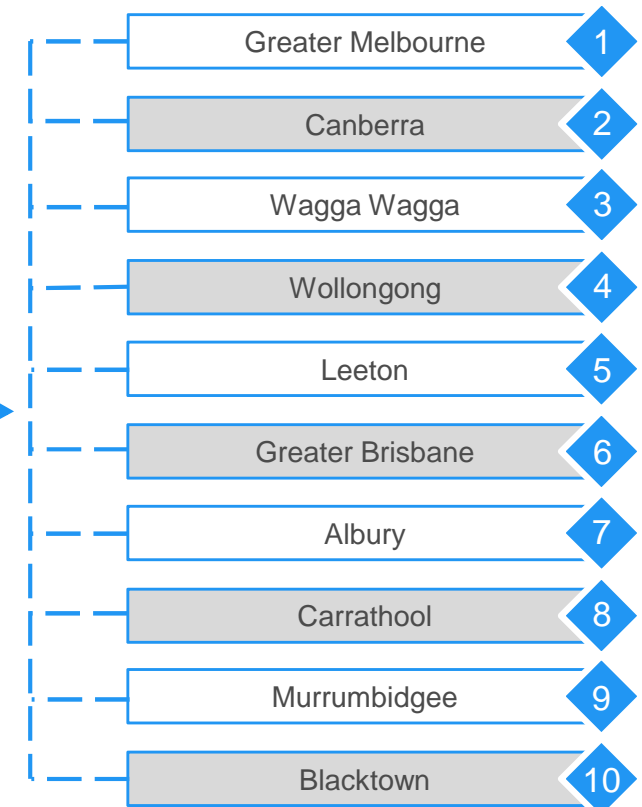 Greater Melbourne 1
Canberra 2
Wagga Wagga 3
Wollongong 4
Leeton 5
Greater Brisbane 6
Albury 7
Carrathool 8
Murrumbidgee 9
Blacktown 10